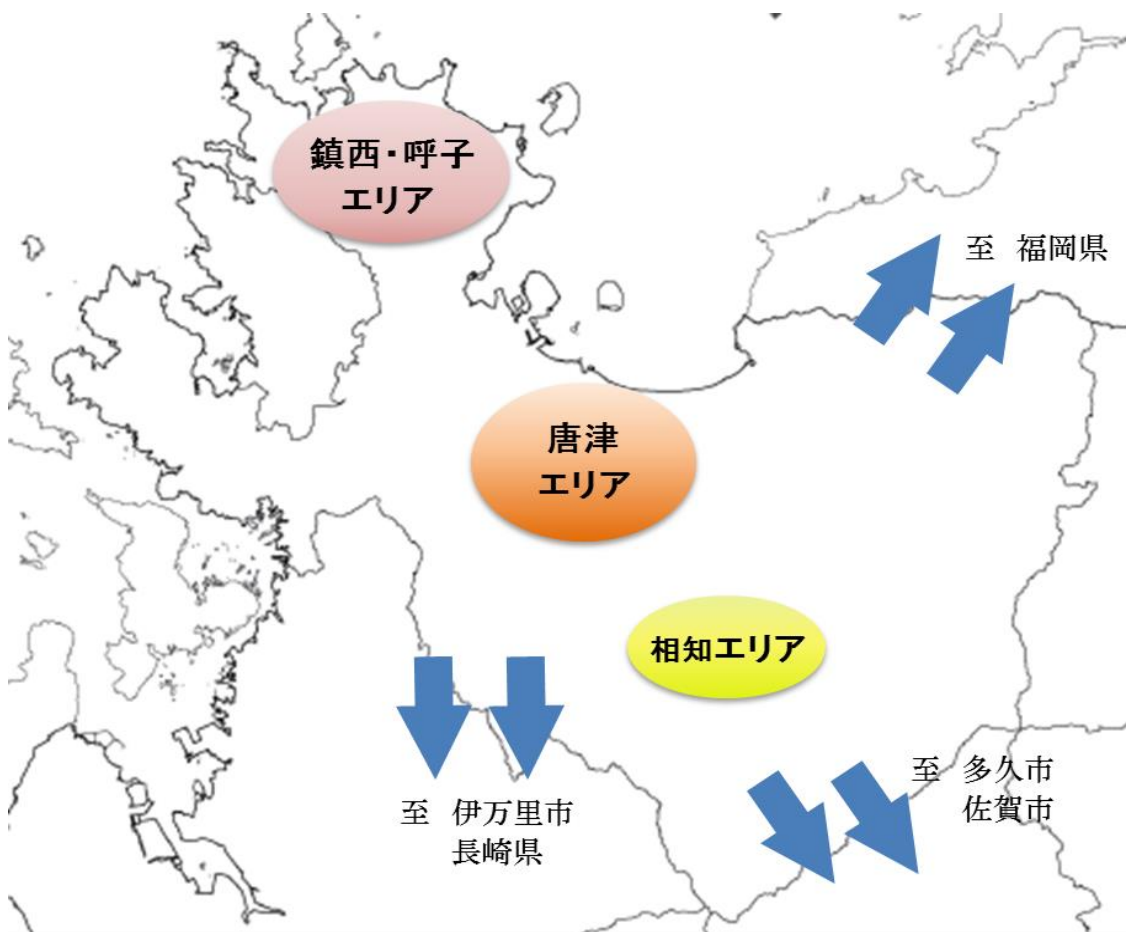 鎮西・呼子
エリア
至 福岡県
唐津
エリア
相知エリア
至 伊万里市
長崎県
至 多久市
佐賀市